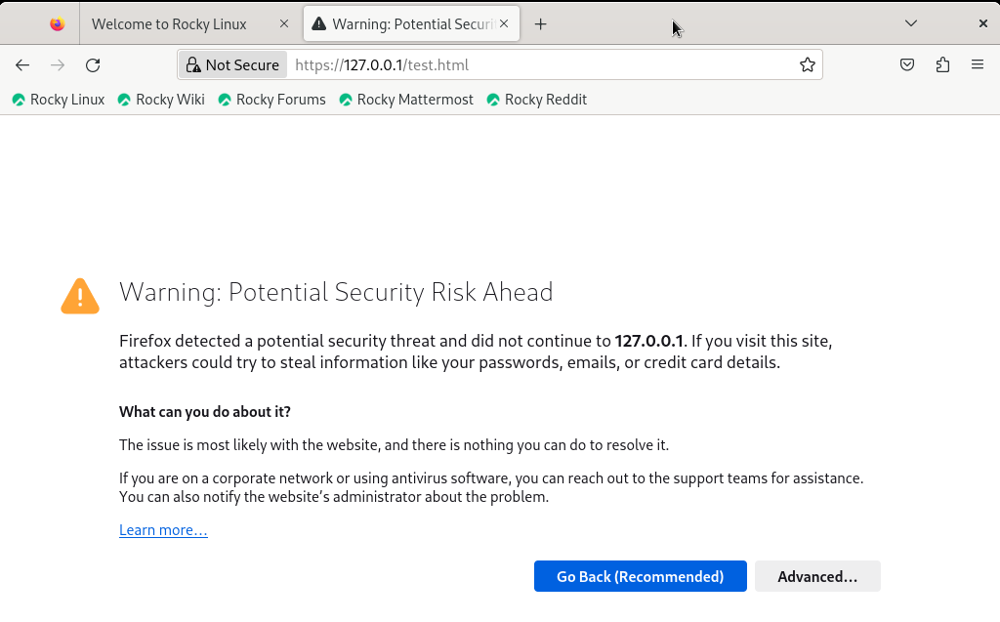 Welcome to Rocky Linux
Warning: Potential Securi
Not Secure
https://127.0.0.1/test.html
Rocky Linux
Rocky Wiki
Rocky Forums
Rocky Mattermost
Rocky Reddit
Warning: Potential Security Risk Ahead
Firefox detected a potential security threat and did not continue to 127.0.0.1. If you visit this site,
attackers could try to steal information like your passwords, emails, or credit card details.
What can you do about it?
The issue is most likely with the website, and there is nothing you can do to resolve it.
If you are on a corporate network or using antivirus software, you can reach out to the support teams for assistance.
You can also notify the website’s administrator about the problem.
Learn more…
Go Back (Recommended)
Advanced…